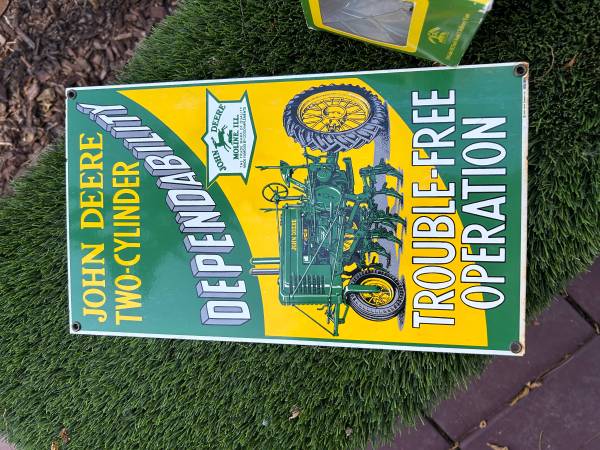 JOHN DEERE
TWO-CYLINDER
DEPENDABILITY
JOHN DEERE
MOLINE, ILL.
JOHN DEERE
TROUBLE-FREE
OPERATION